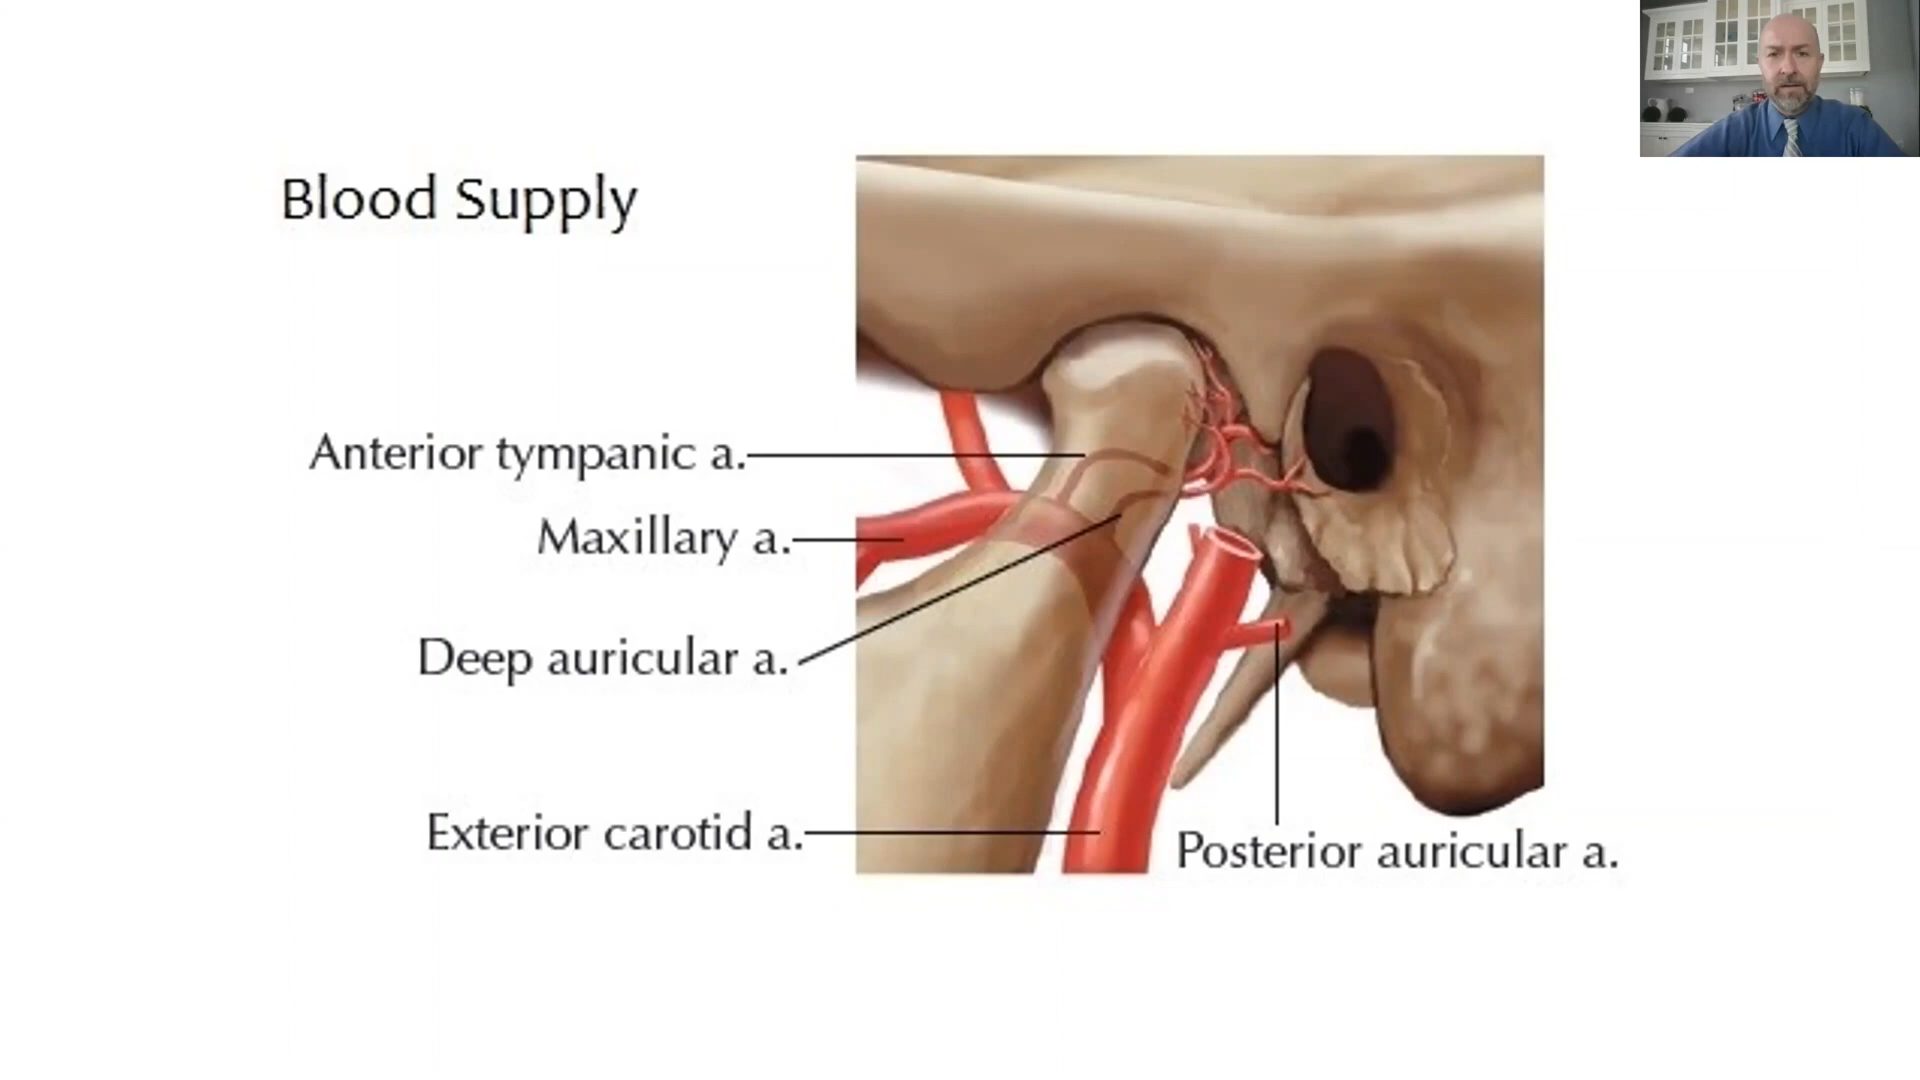 Blood Supply
Anterior tympanic a.
Maxillary a.
Deep auricular a.
Exterior carotid a.
Posterior auricular a.